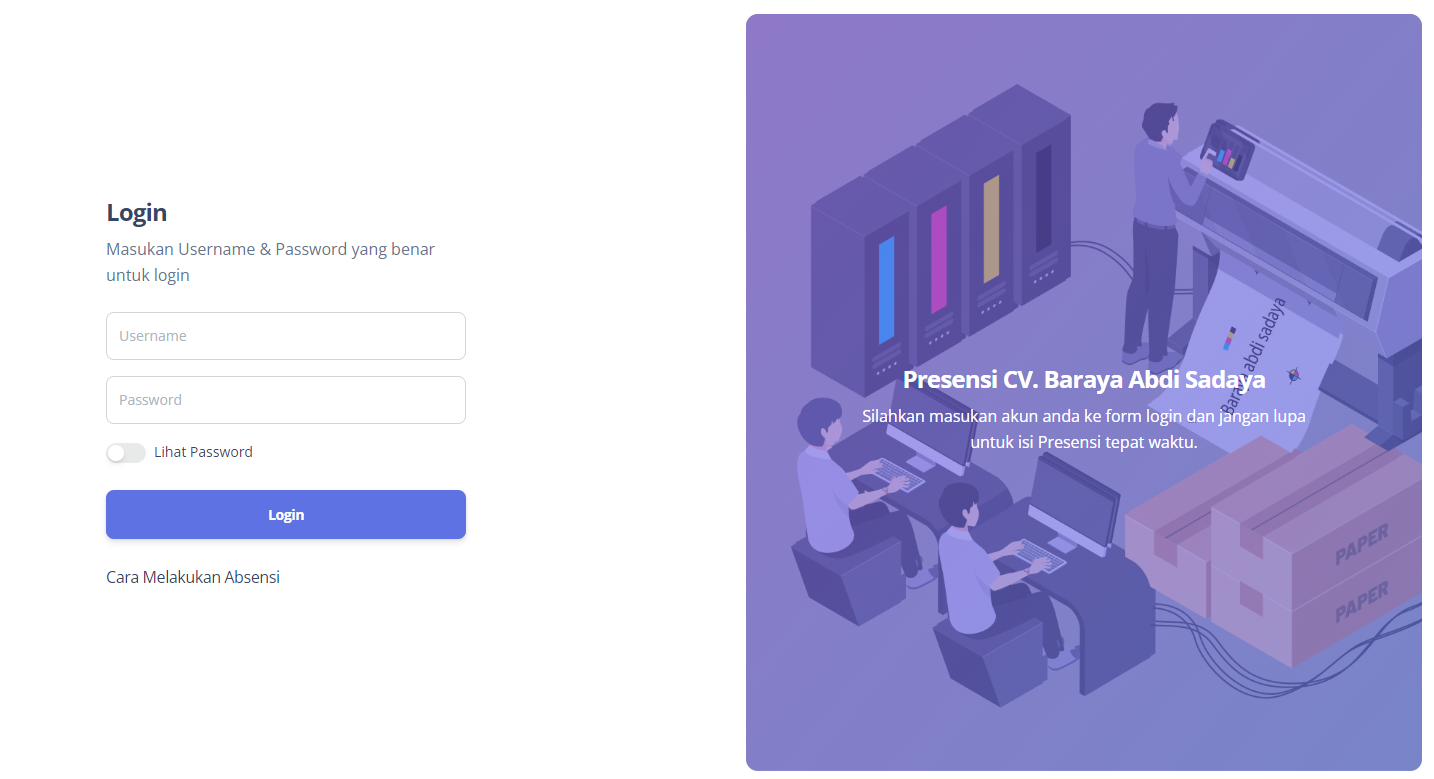 Login
Masukan Username & Password yang benar
untuk login
Username
Password
Lihat Password
Login
Cara Melakukan Absensi
Baraya abdi sadaya
Presensi CV. Baraya Abdi Sadaya
Silahkan masukan akun anda ke form login dan jangan lupa
untuk isi Presensi tepat waktu.
PAPER
PAPER